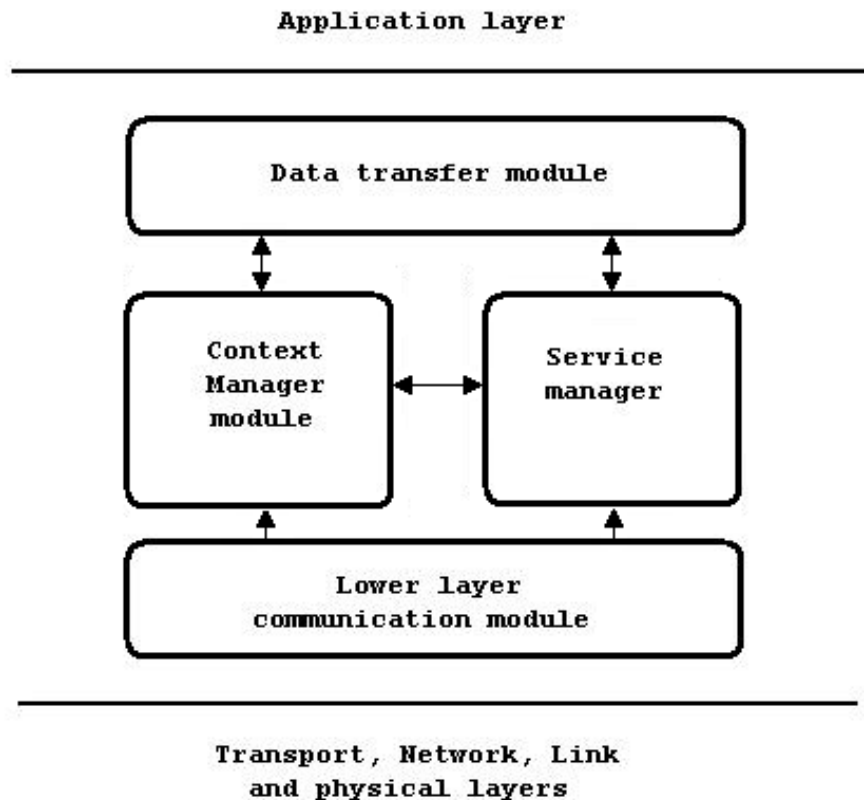 Application layer
Data transfer module
Context
Manager
module
Service
manager
Lower layer
communication module
Transport, Network, Link
and physical layers